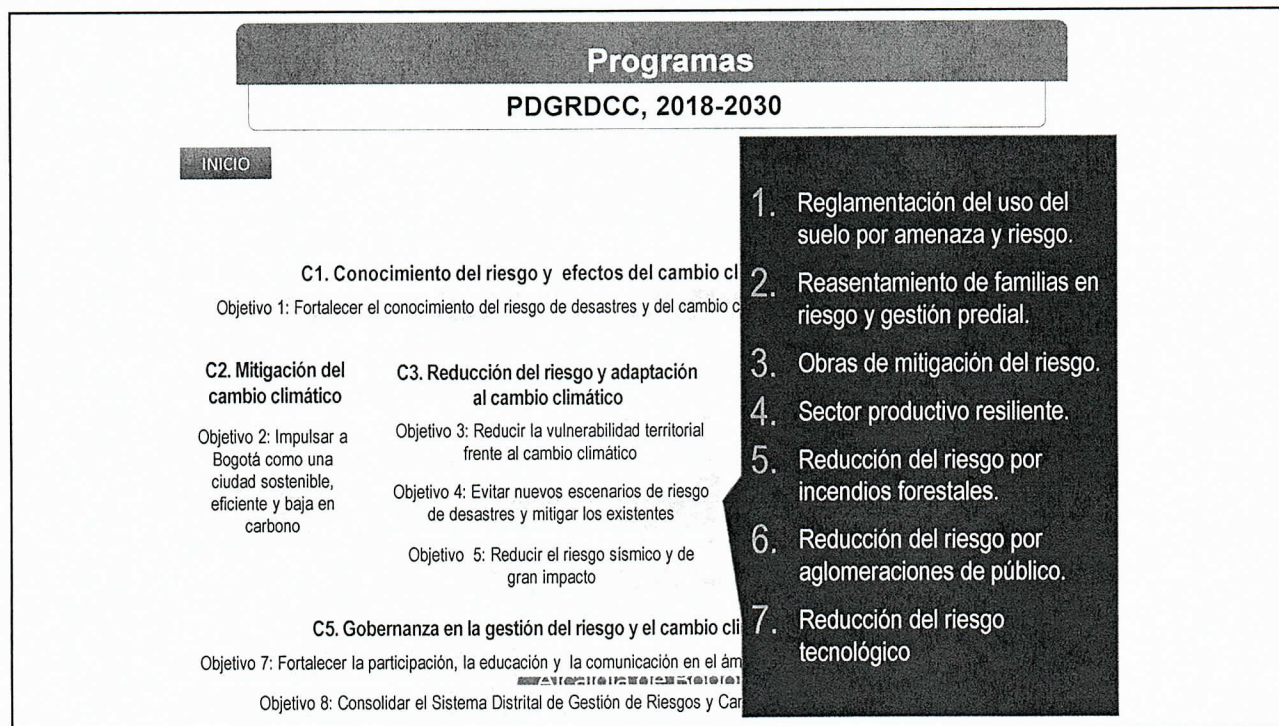 Programas
PDGRDCC, 2018-2030
INICIO
C1. Conocimiento del riesgo y efectos del cambio cl
Objetivo 1: Fortalecer el conocimiento del riesgo de desastres y del cambio c
C2. Mitigación del
cambio climático
Objetivo 2: Impulsar a
Bogotá como una
ciudad sostenible,
eficiente y baja en
carbono
C3. Reducción del riesgo y adaptación
al cambio climático
Objetivo 3: Reducir la vulnerabilidad territorial
frente al cambio climático
Objetivo 4: Evitar nuevos escenarios de riesgo
de desastres y mitigar los existentes
Objetivo 5: Reducir el riesgo sísmico y de
gran impacto
C5. Gobernanza en la gestión del riesgo y el cambio cli
Objetivo 7: Fortalecer la participación, la educación y la comunicación en el ám
Objetivo 8: Consolidar el Sistema Distrital de Gestión de Riesgos y Car
1. Reglamentación del uso del
suelo por amenaza y riesgo.
2. Reasentamiento de familias en
riesgo y gestión predial.
3. Obras de mitigación del riesgo.
4. Sector productivo resiliente.
5. Reducción del riesgo por
incendios forestales.
6. Reducción del riesgo por
aglomeraciones de público.
7. Reducción del riesgo
tecnológico